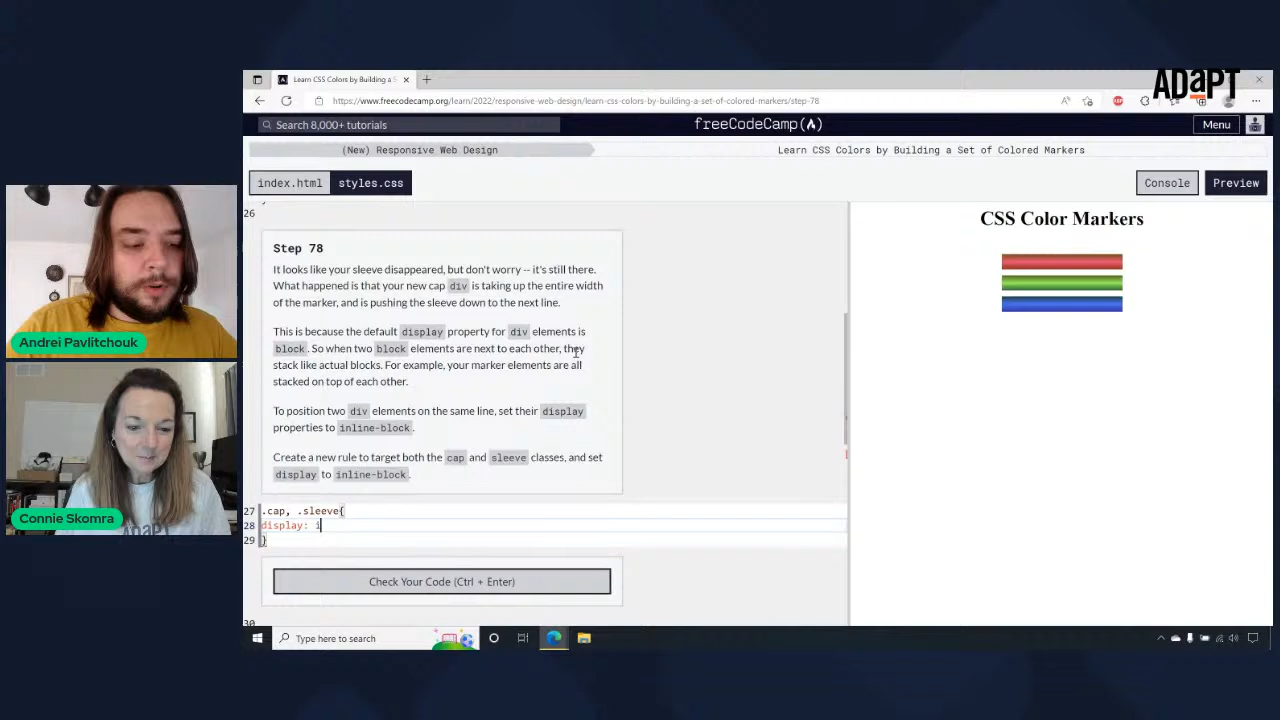 Learn CSS Colors by Building a S
ADaPT
https://www.freecodecamp.org/learn/2022/responsive-web-design/learn-css-colors-by-building-a-set-of-colored-markers/step-78
Search 8,000+ tutorials
freeCodeCamp
Menu
(New) Responsive Web Design
Learn CSS Colors by Building a Set of Colored Markers
index.html
styles.css
Console
Preview
26
Step 78
It looks like your sleeve disappeared, but don't worry -- it's still there.
What happened is that your new cap div is taking up the entire width
of the marker, and is pushing the sleeve down to the next line.
This is because the default display property for div elements is
block. So when two block elements are next to each other, they
stack like actual blocks. For example, your marker elements are all
stacked on top of each other.
To position two div elements on the same line, set their display
properties to inline-block.
Create a new rule to target both the cap and sleeve classes, and set
display to inline-block.
27 .cap, .sleeve{
28 display: i
29 }
Check Your Code (Ctrl + Enter)
30
CSS Color Markers
Andrei Pavlitchouk
Connie Skomra
Type here to search